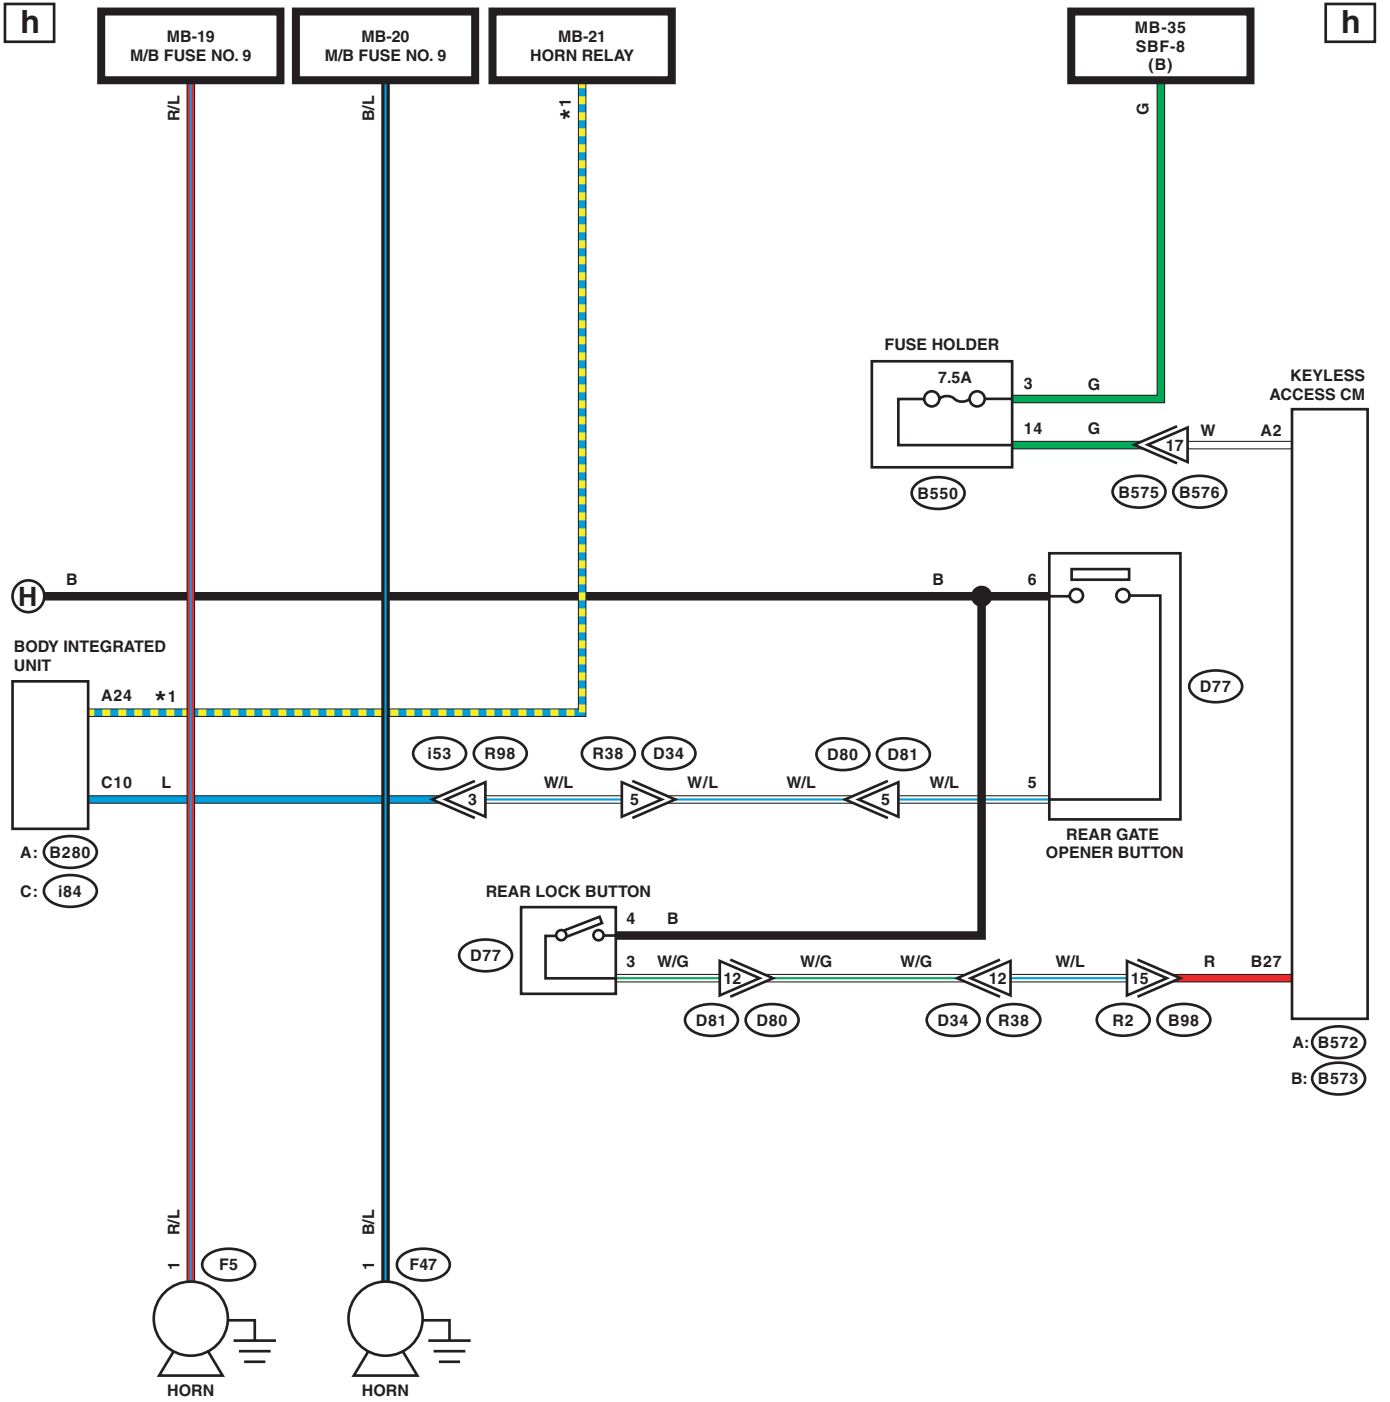 h
MB-19
M/B FUSE NO. 9
MB-20
M/B FUSE NO. 9
MB-21
HORN RELAY
MB-35
SBF-8
(B)
h
R/L
B/L
*1
G
FUSE HOLDER
7.5A
3 G
14 G
17
W A2
KEYLESS
ACCESS CM
B550
B575 B576
H
B
B
6
BODY INTEGRATED
UNIT
A24 *1
D77
i53 R98
R38 D34
D80 D81
C10 L
3
W/L
5
W/L
W/L
5
W/L
5
REAR GATE
OPENER BUTTON
A: B280
C: i84
REAR LOCK BUTTON
4 B
D77
3 W/G
12
W/G
W/G
12
W/L
15
R B27
D81 D80
D34 R38
R2 B98
A: B572
B: B573
R/L
B/L
1
F5
1
F47
HORN
HORN